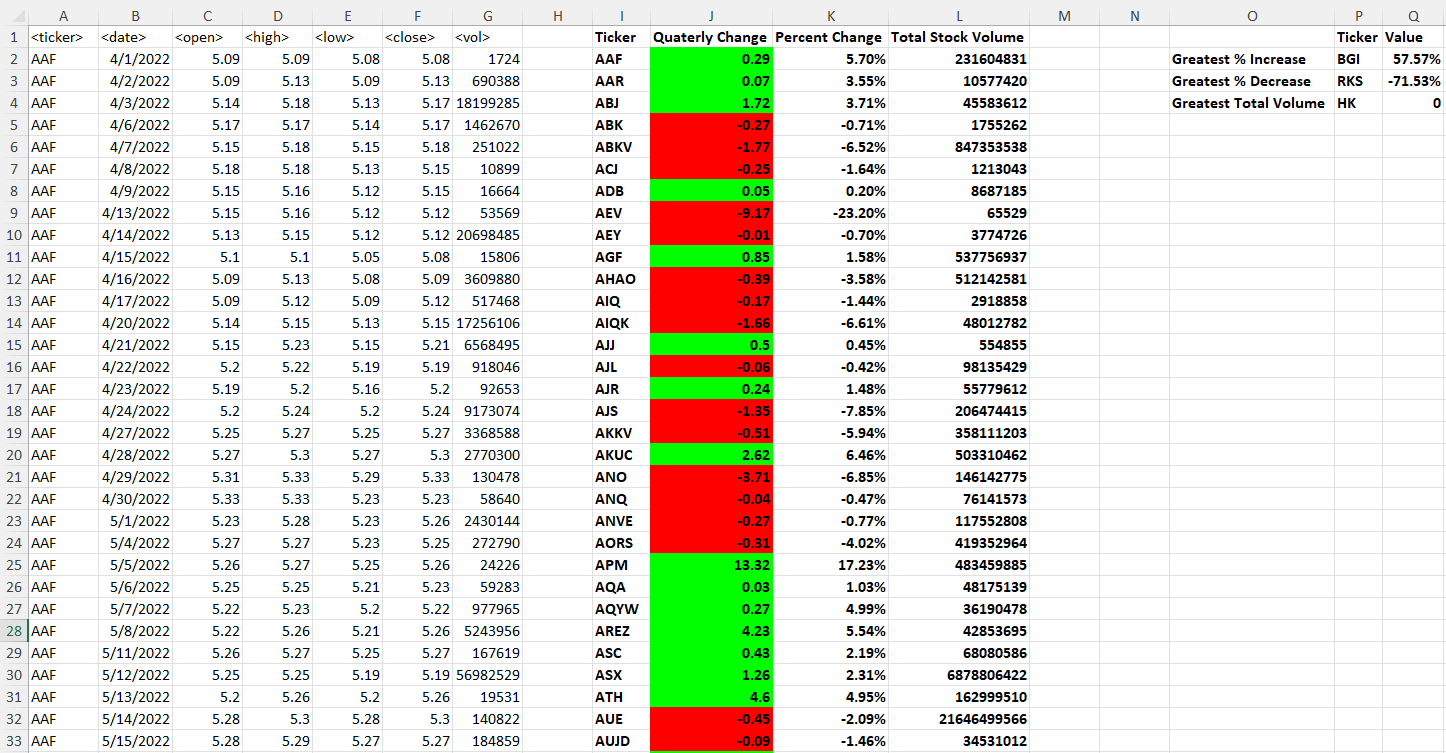 A B C D E F G H I J K L M N O P Q
1 <ticker> <date> <open> <high> <low> <close> <vol> Ticker Quaterly Change Percent Change Total Stock Volume Ticker Value
2 AAF 4/1/2022 5.09 5.09 5.08 5.08 1724 AAF 0.29 5.70% 231604831 Greatest % Increase BGI 57.57%
3 AAF 4/2/2022 5.09 5.13 5.09 5.13 690388 AAR 0.07 3.55% 10577420 Greatest % Decrease RKS -71.53%
4 AAF 4/3/2022 5.14 5.18 5.13 5.17 18199285 ABJ 1.72 3.71% 45583612 Greatest Total Volume HK 0
5 AAF 4/6/2022 5.17 5.17 5.14 5.17 1462670 ABK -0.27 -0.71% 1755262
6 AAF 4/7/2022 5.15 5.18 5.15 5.18 251022 ABKV -1.77 -6.52% 847353538
7 AAF 4/8/2022 5.18 5.18 5.13 5.15 10899 ACJ -0.25 -1.64% 1213043
8 AAF 4/9/2022 5.15 5.16 5.12 5.15 16664 ADB 0.05 0.20% 8687185
9 AAF 4/13/2022 5.15 5.16 5.12 5.12 53569 AEV -9.17 -23.20% 65529
10 AAF 4/14/2022 5.13 5.15 5.12 5.12 20698485 AEY -0.01 -0.70% 3774726
11 AAF 4/15/2022 5.1 5.1 5.05 5.08 15806 AGF 0.85 1.58% 537756937
12 AAF 4/16/2022 5.09 5.13 5.08 5.09 3609880 AHAO -0.39 -3.58% 512142581
13 AAF 4/17/2022 5.09 5.12 5.09 5.12 517468 AIQ -0.17 -1.44% 2918858
14 AAF 4/20/2022 5.14 5.15 5.13 5.15 17256106 AIQK -1.66 -6.61% 48012782
15 AAF 4/21/2022 5.15 5.23 5.15 5.21 6568495 AJJ 0.5 0.45% 554855
16 AAF 4/22/2022 5.2 5.22 5.19 5.19 918046 AJL -0.06 -0.42% 98135429
17 AAF 4/23/2022 5.19 5.2 5.16 5.2 92653 AJR 0.24 1.48% 55779612
18 AAF 4/24/2022 5.2 5.24 5.2 5.24 9173074 AJS -1.35 -7.85% 206474415
19 AAF 4/27/2022 5.25 5.27 5.25 5.27 3368588 AKKV -0.51 -5.94% 358111203
20 AAF 4/28/2022 5.27 5.3 5.27 5.3 2770300 AKUC 2.62 6.46% 503310462
21 AAF 4/29/2022 5.31 5.33 5.29 5.33 130478 ANO -3.71 -6.85% 146142775
22 AAF 4/30/2022 5.33 5.33 5.23 5.23 58640 ANQ -0.04 -0.47% 76141573
23 AAF 5/1/2022 5.23 5.28 5.23 5.26 2430144 ANVE -0.27 -0.77% 117552808
24 AAF 5/4/2022 5.27 5.27 5.23 5.25 272790 AORS -0.31 -4.02% 419352964
25 AAF 5/5/2022 5.26 5.27 5.25 5.26 24226 APM 13.32 17.23% 483459885
26 AAF 5/6/2022 5.25 5.25 5.21 5.23 59283 AQA 0.03 1.03% 48175139
27 AAF 5/7/2022 5.22 5.23 5.2 5.22 977965 AQYW 0.27 4.99% 36190478
28 AAF 5/8/2022 5.22 5.26 5.21 5.26 5243956 AREZ 4.23 5.54% 42853695
29 AAF 5/11/2022 5.26 5.27 5.25 5.27 167619 ASC 0.43 2.19% 68080586
30 AAF 5/12/2022 5.25 5.25 5.19 5.19 56982529 ASX 1.26 2.31% 6878806422
31 AAF 5/13/2022 5.2 5.26 5.2 5.26 19531 ATH 4.6 4.95% 162999510
32 AAF 5/14/2022 5.28 5.3 5.28 5.3 140822 AUE -0.45 -2.09% 21646499566
33 AAF 5/15/2022 5.28 5.29 5.27 5.27 184859 AUJD -0.09 -1.46% 34531012